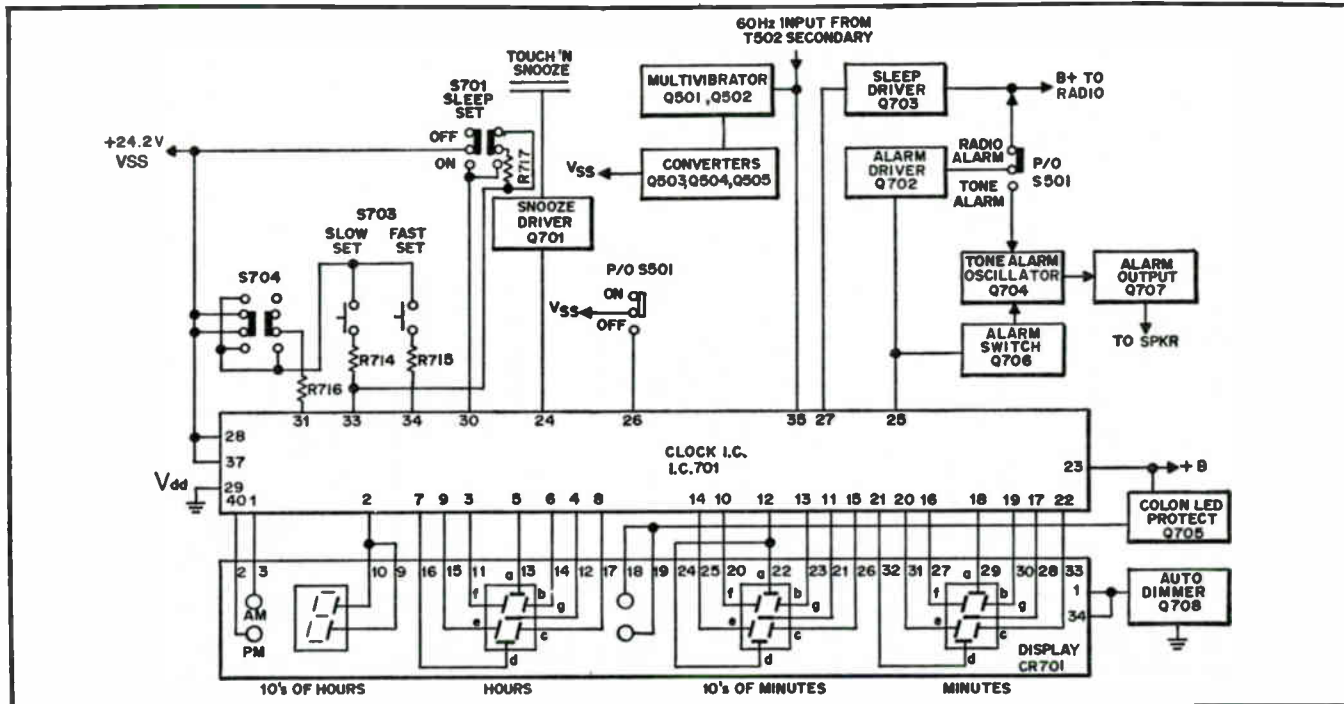 60Hz INPUT FROM
T502 SECONDARY
TOUCH'N
SNOOZE
MULTIVIBRATOR
Q501, Q502
SLEEP
DRIVER
Q703
B+ TO
RADIO
S701
SLEEP
SET
OFF
ON
R717
+24.2V
VSS
VSS
CONVERTERS
Q503, Q504, Q505
ALARM
DRIVER
Q702
RADIO
ALARM
TONE
ALARM
P/O
S501
SNOOZE
DRIVER
Q701
S703
SLOW
SET
FAST
SET
P/O S501
ON
VSS
OFF
TONE ALARM
OSCILLATOR
Q704
ALARM
OUTPUT
Q707
S704
ALARM
SWITCH
Q706
TO SPKR
R714
R715
R716
31 33 34 30 24 26 35 27 25
28
37
Vdd
29
CLOCK I.C.
I.C.701
23
+B
40 1 2 7 9 3 5 6 4 8 14 10 12 13 11 15 21 20 16 18 19 17 22
COLON LED
PROTECT
Q705
2 3 10 9 16 15 11 a 13 14 12 17 18 19 24 25 20 a 22 23 21 26 32 31 27 a 29 30 28 33
1
34
AUTO
DIMMER
Q708
f b g f b g f b g
AM
e c e c e c
PM
d d d
DISPLAY
CR701
10's OF HOURS HOURS 10's OF MINUTES MINUTES